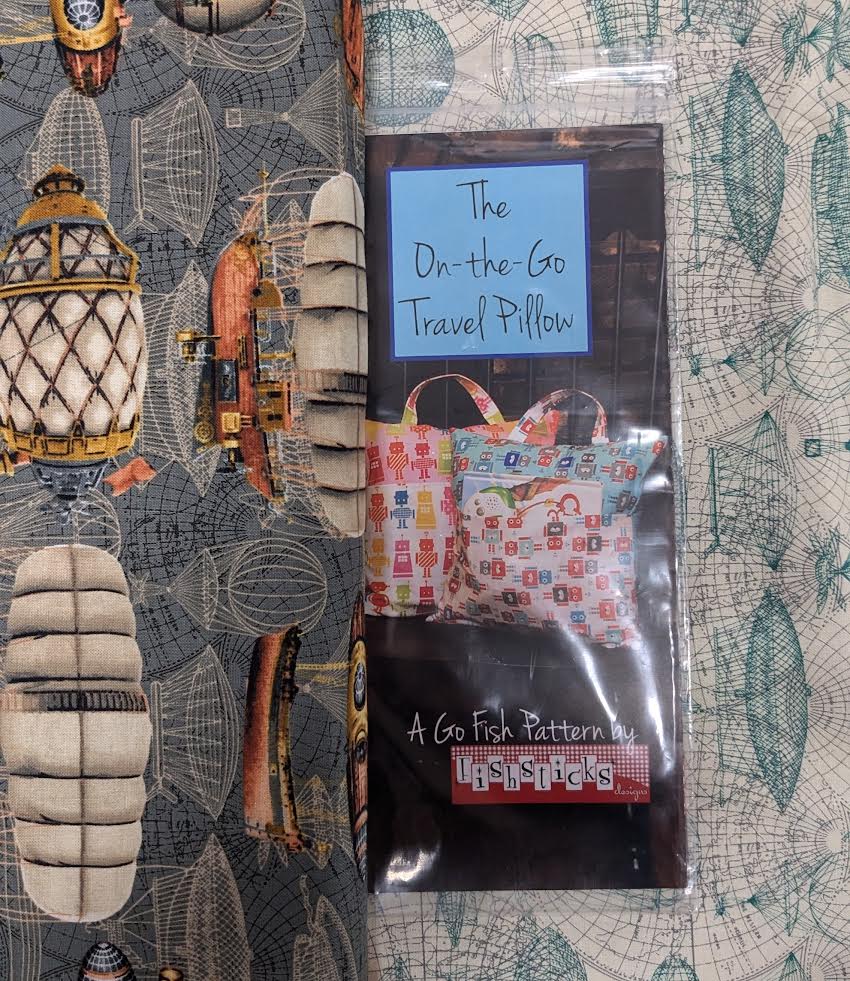 The
On-the-Go
Travel Pillow
A Go Fish Pattern by
fishsticks
designs